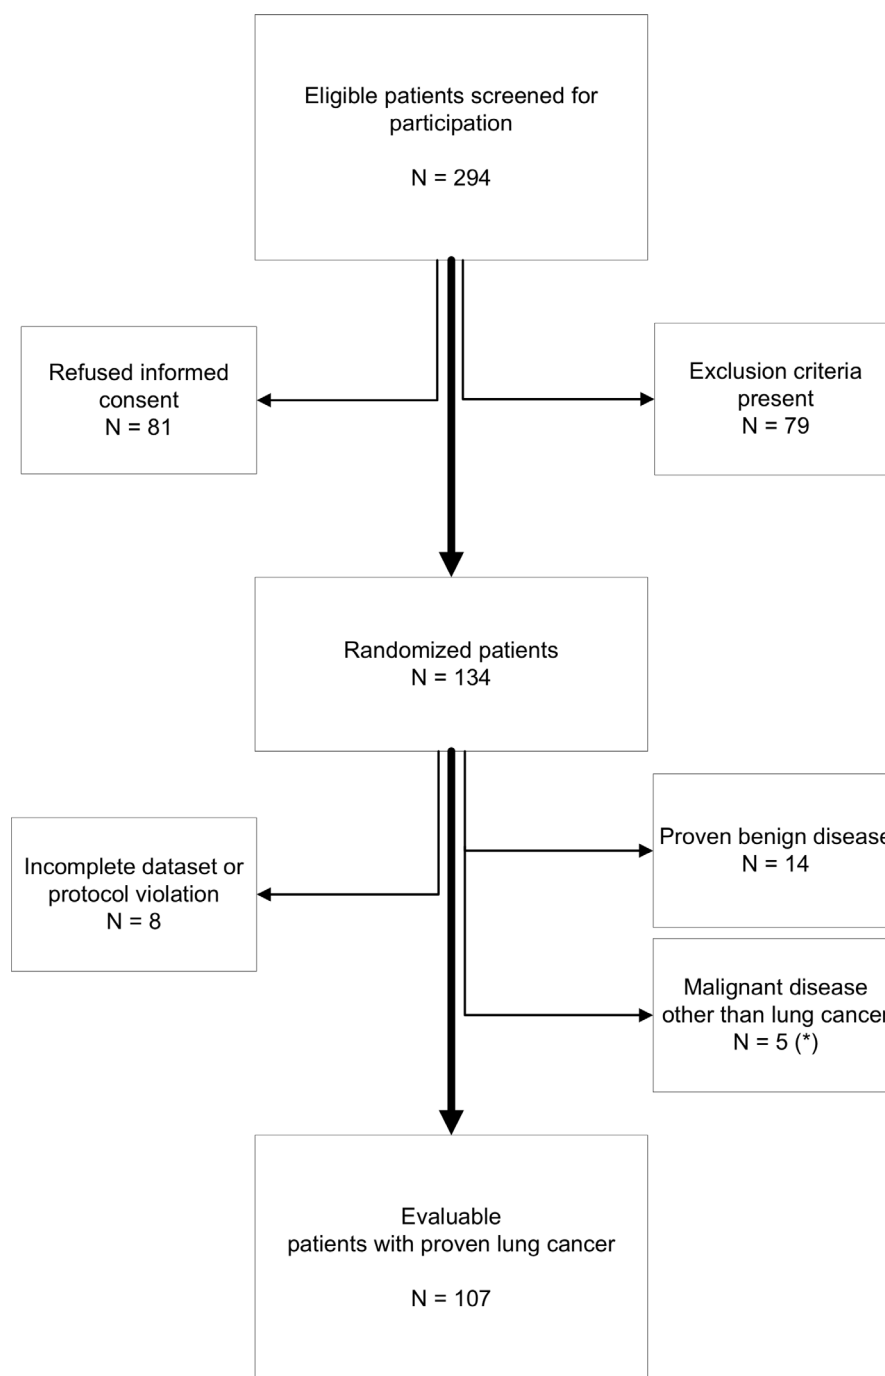 Eligible patients screened for
participation
N = 294
Refused informed
consent
N = 81
Exclusion criteria
present
N = 79
Randomized patients
N = 134
Incomplete dataset or
protocol violation
N = 8
Proven benign disease
N = 14
Malignant disease
other than lung cancer
N = 5 (*)
Evaluable
patients with proven lung cancer
N = 107